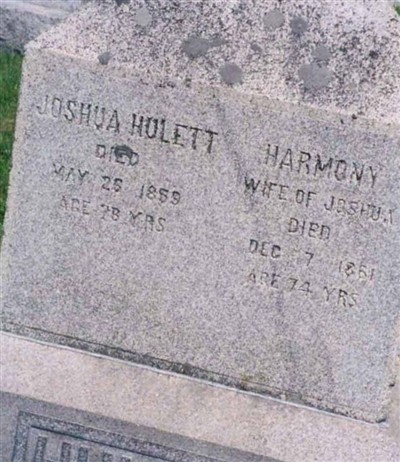 JOSHUA HULETT
DIED
MAY 26 1859
AGE 78 YRS
HARMONY
WIFE OF JOSHUA
DIED
DEC 7 1861
AGE 74 YRS